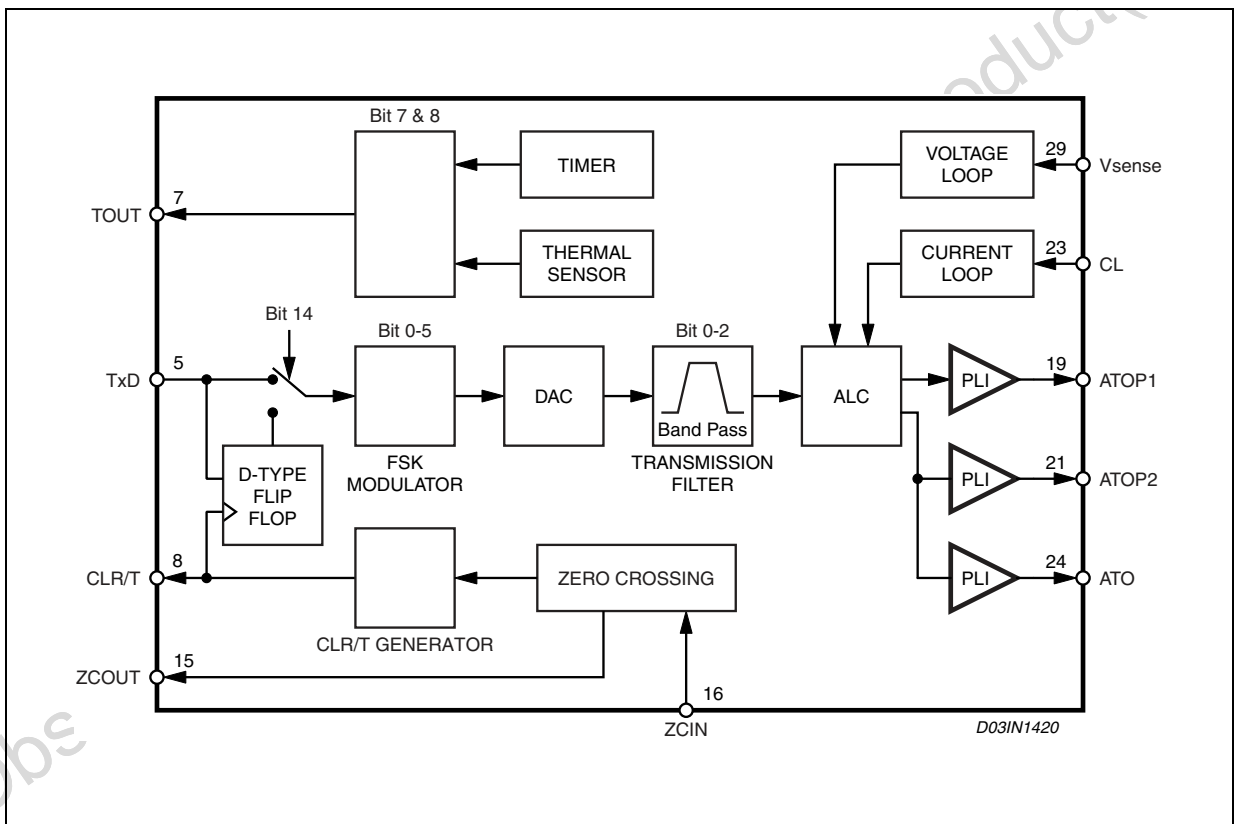 Bit 7 & 8
TIMER
VOLTAGE
LOOP
29
Vsense
7
TOUT
THERMAL
SENSOR
CURRENT
LOOP
23
CL
Bit 14
Bit 0-5
Bit 0-2
5
TxD
DAC
Band Pass
ALC
PLI
19
ATOP1
FSK
MODULATOR
TRANSMISSION
FILTER
D-TYPE
FLIP
FLOP
PLI
21
ATOP2
8
CLR/T
ZERO CROSSING
PLI
24
ATO
CLR/T GENERATOR
15
ZCOUT
16
ZCIN
D03IN1420